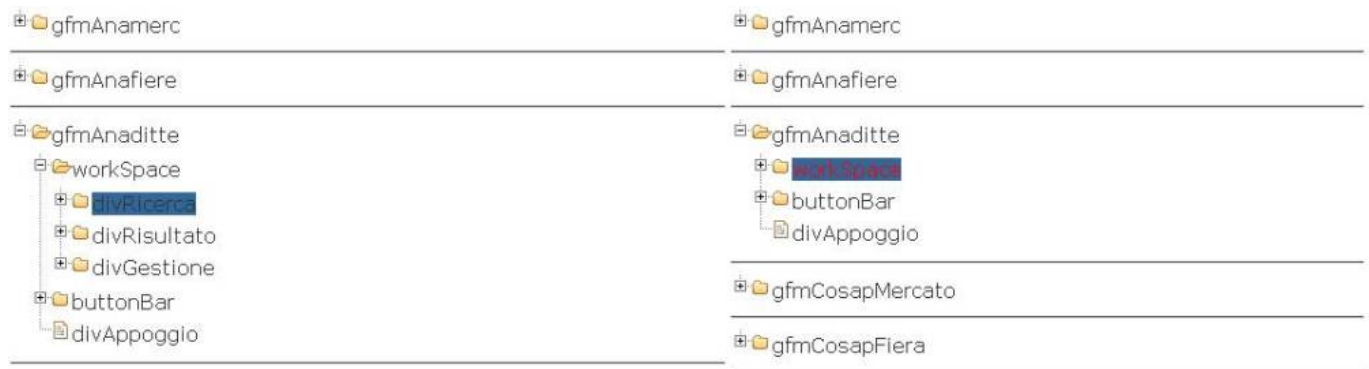 gfmAnamerc
gfmAnafiere
gfmAnaditte
workSpace
divRicerca
divRisultato
divGestione
buttonBar
divAppoggio
gfmAnamerc
gfmAnafiere
gfmAnaditte
workSpace
buttonBar
divAppoggio
gfmCosapMercato
gfmCosapFiera